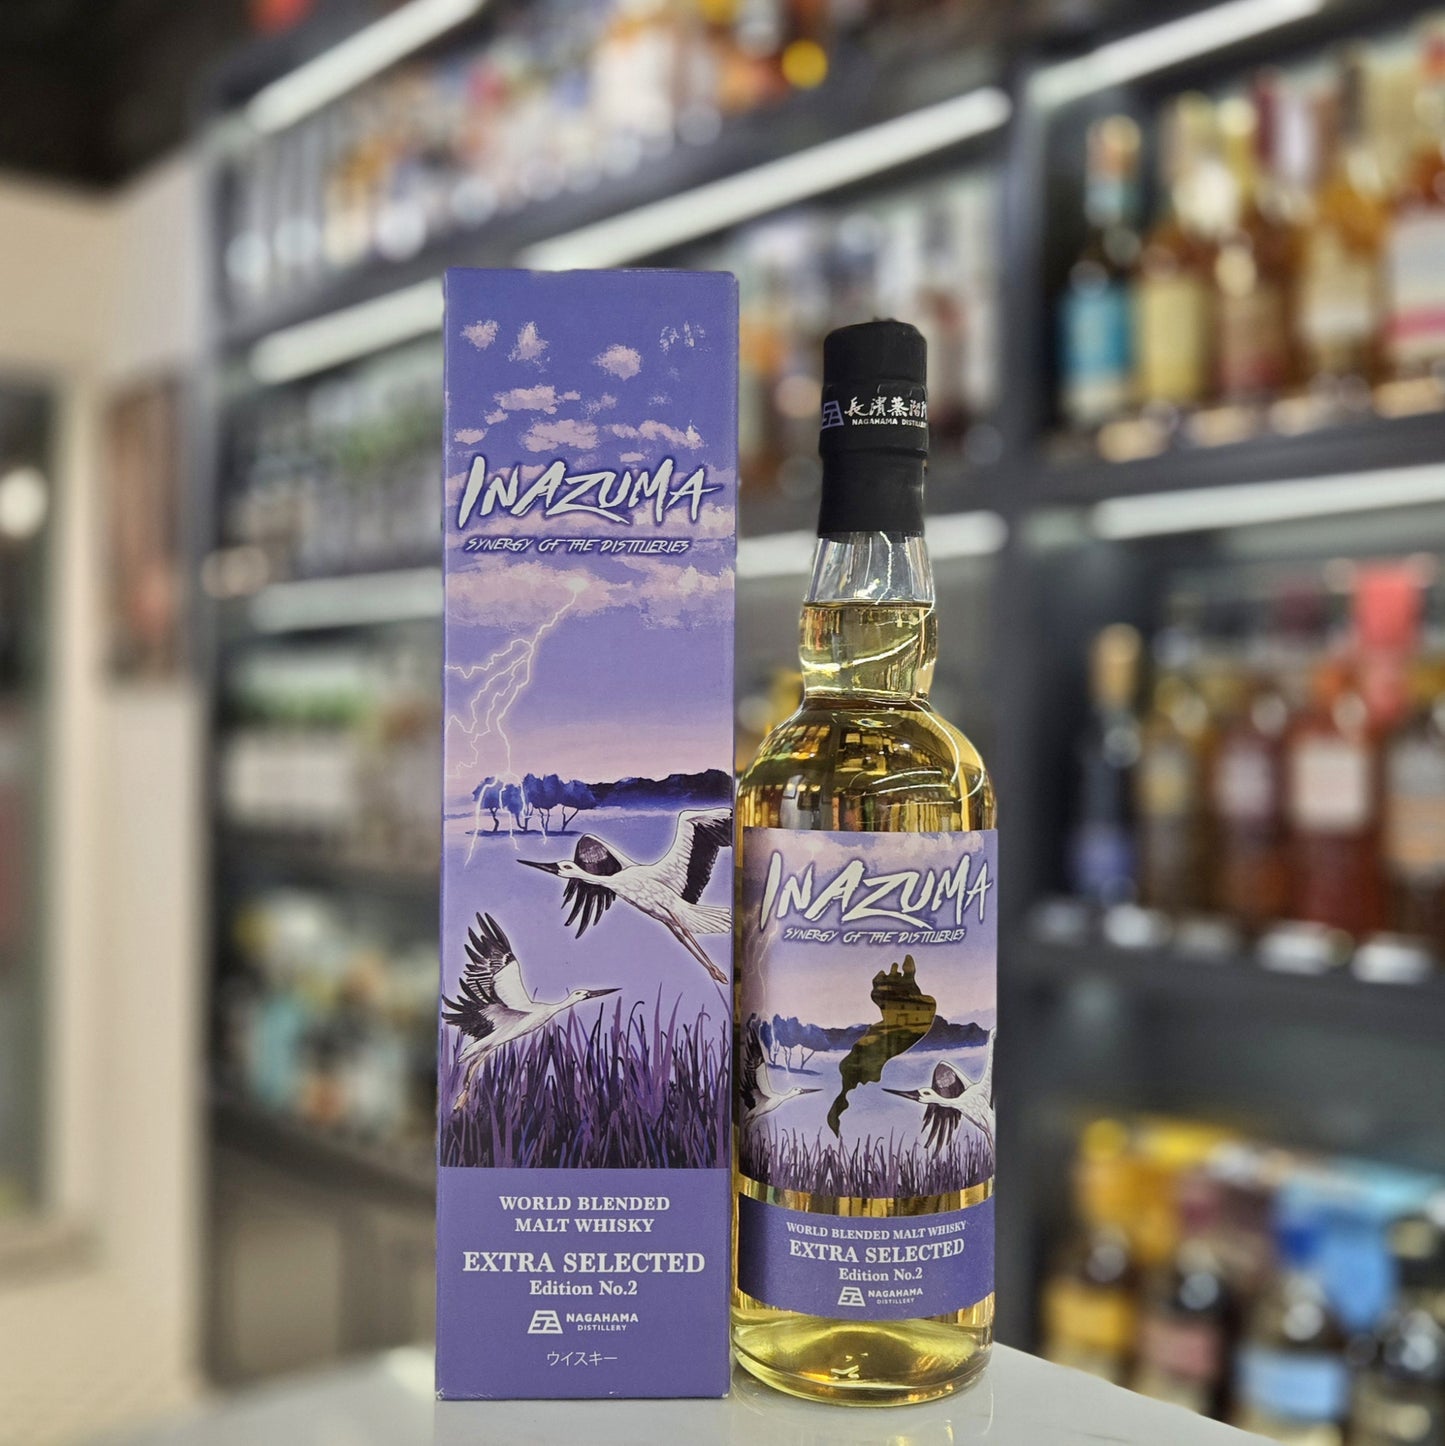 INAZUMA
SYNERGY OF THE DISTILLERIES
WORLD BLENDED
MALT WHISKY
EXTRA SELECTED
Edition No.2
NAGAHAMA
DISTILLERY
ウイスキー
長濱蒸溜所
NAGAHAMA DISTILLERY
INAZUMA
SYNERGY OF THE DISTILLERIES
WORLD BLENDED MALT WHISKY
EXTRA SELECTED
Edition No.2
NAGAHAMA
DISTILLERY